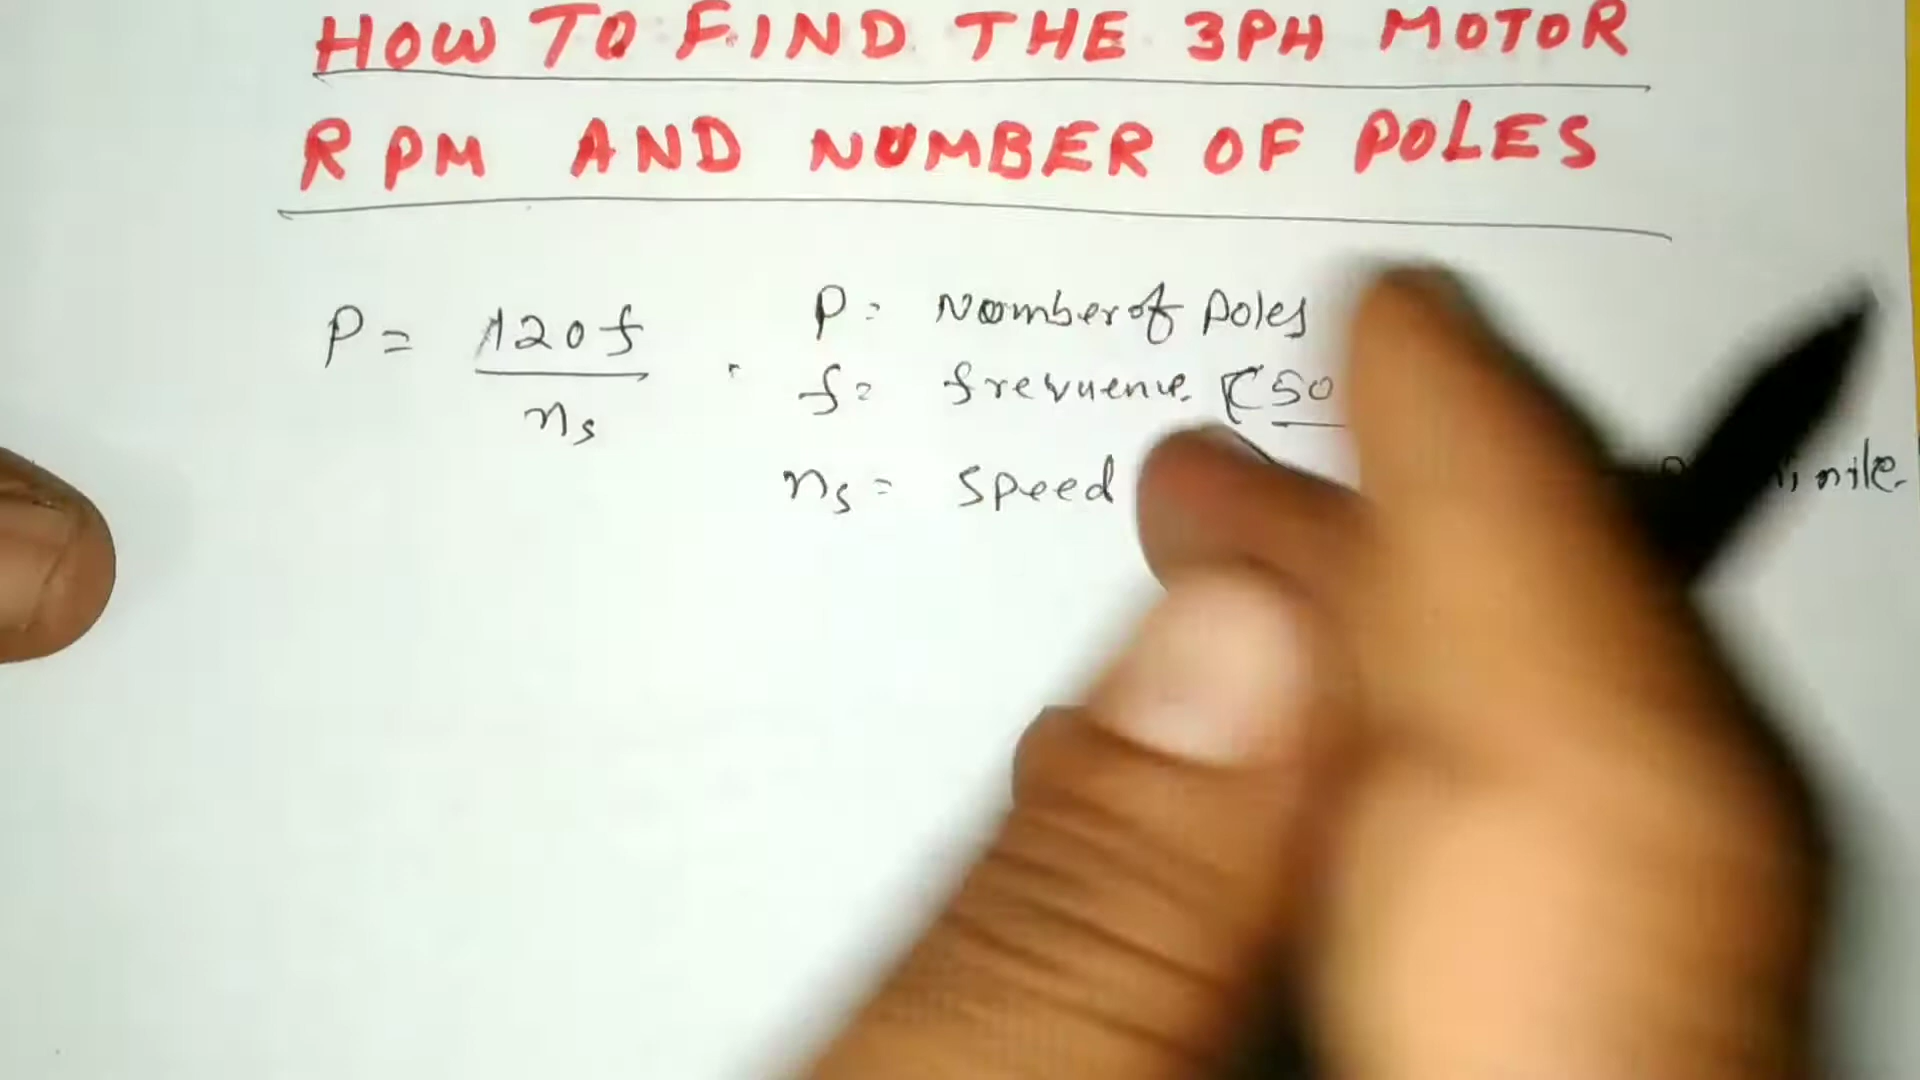 HOW TO FIND THE 3PH MOTOR
RPM AND NUMBER OF POLES
P = 120f / ns
P = Number of Poles
f = frequence. (50
ns = Speed